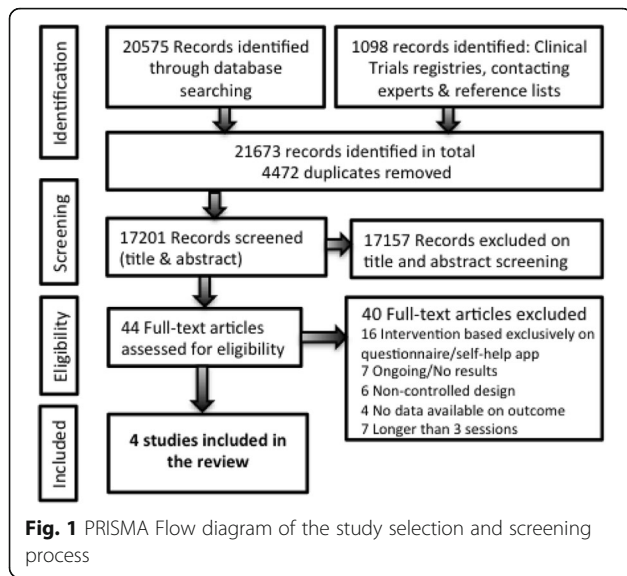 Identification
20575 Records identified
through database
searching
1098 records identified: Clinical
Trials registries, contacting
experts & reference lists
21673 records identified in total
4472 duplicates removed
Screening
17201 Records screened
(title & abstract)
17157 Records excluded on
title and abstract screening
Eligibility
44 Full-text articles
assessed for eligibility
40 Full-text articles excluded
16 Intervention based exclusively on
questionnaire/self-help app
7 Ongoing/No results
6 Non-controlled design
4 No data available on outcome
7 Longer than 3 sessions
Included
4 studies included in
the review
Fig. 1 PRISMA Flow diagram of the study selection and screening
process